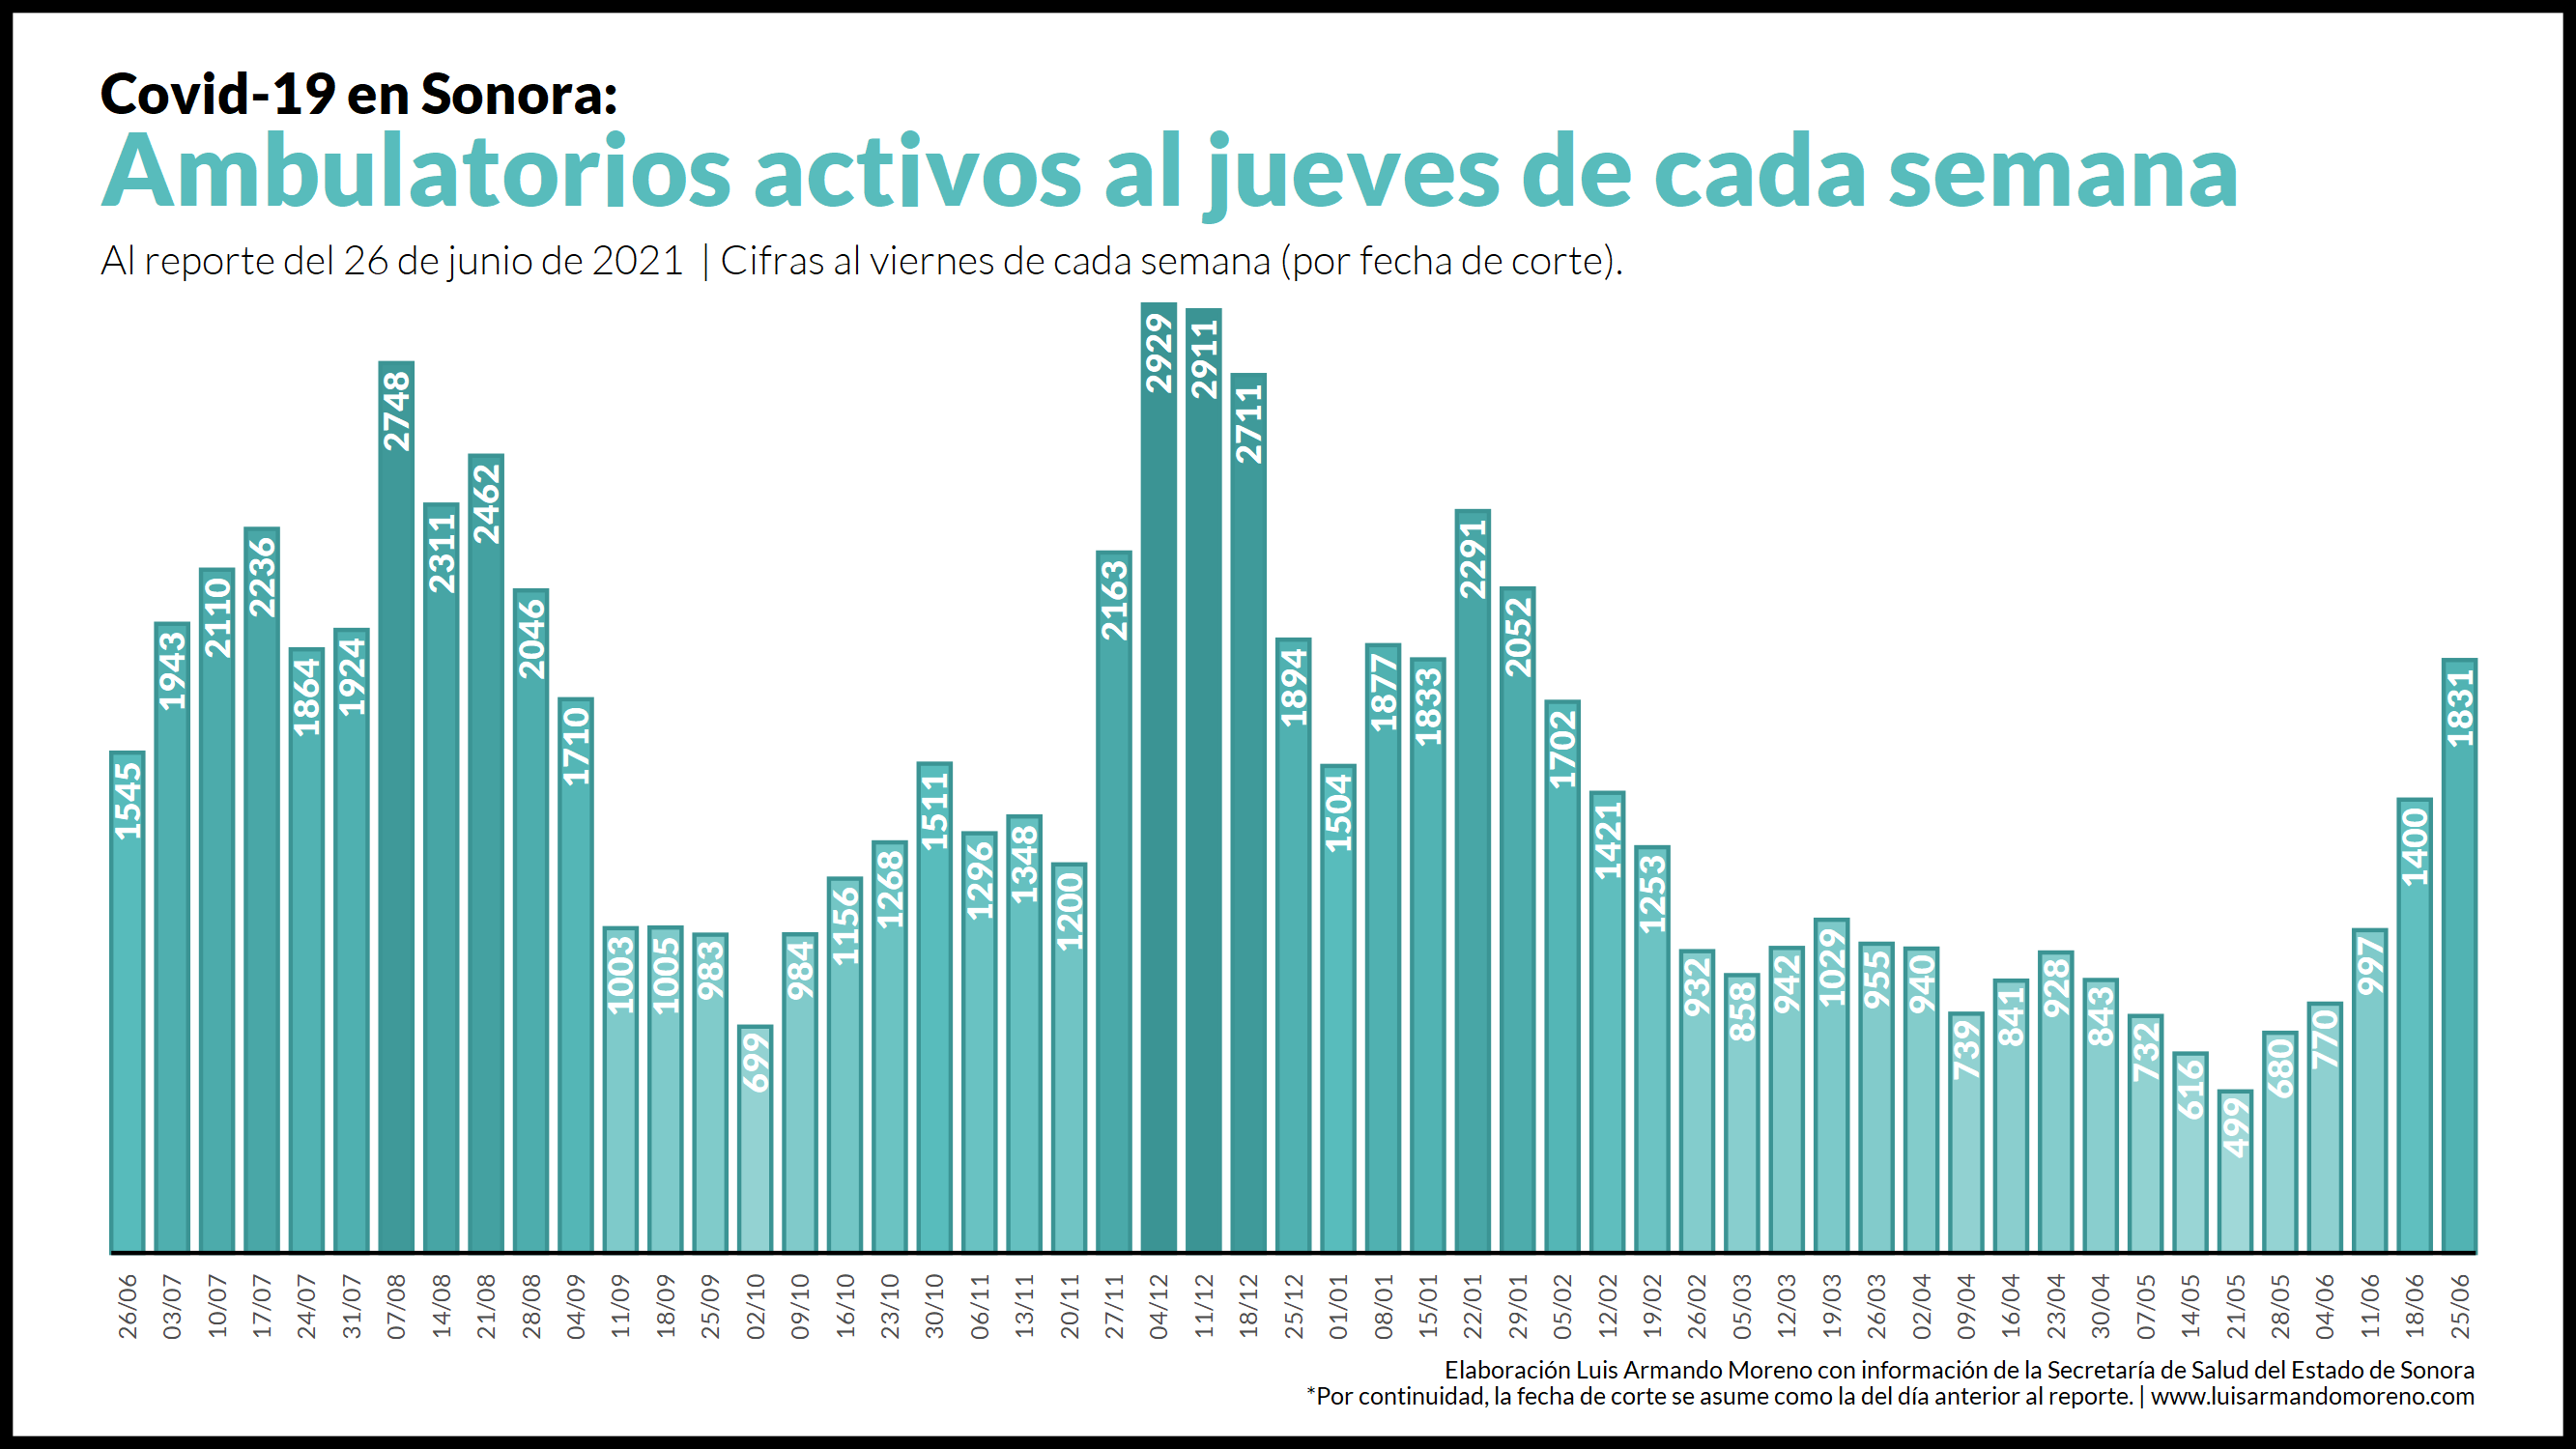 Covid-19 en Sonora:
Ambulatorios activos al jueves de cada semana
Al reporte del 26 de junio de 2021 | Cifras al viernes de cada semana (por fecha de corte).
1545 1943 2110 2236 1864 1924 2748 2311 2462 2046 1710 1003 1005 983 699 984 1156 1268 1511 1296 1348 1200 2163 2929 2911 2711 1894 1504 1877 1833 2291 2052 1702 1421 1253 932 858 942 1029 955 940 739 841 928 843 732 616 499 680 770 997 1400 1831
26/06 03/07 10/07 17/07 24/07 31/07 07/08 14/08 21/08 28/08 04/09 11/09 18/09 25/09 02/10 09/10 16/10 23/10 30/10 06/11 13/11 20/11 27/11 04/12 11/12 18/12 25/12 01/01 08/01 15/01 22/01 29/01 05/02 12/02 19/02 26/02 05/03 12/03 19/03 26/03 02/04 09/04 16/04 23/04 30/04 07/05 14/05 21/05 28/05 04/06 11/06 18/06 25/06
Elaboración Luis Armando Moreno con información de la Secretaría de Salud del Estado de Sonora
*Por continuidad, la fecha de corte se asume como la del día anterior al reporte. | www.luisarmandomoreno.com